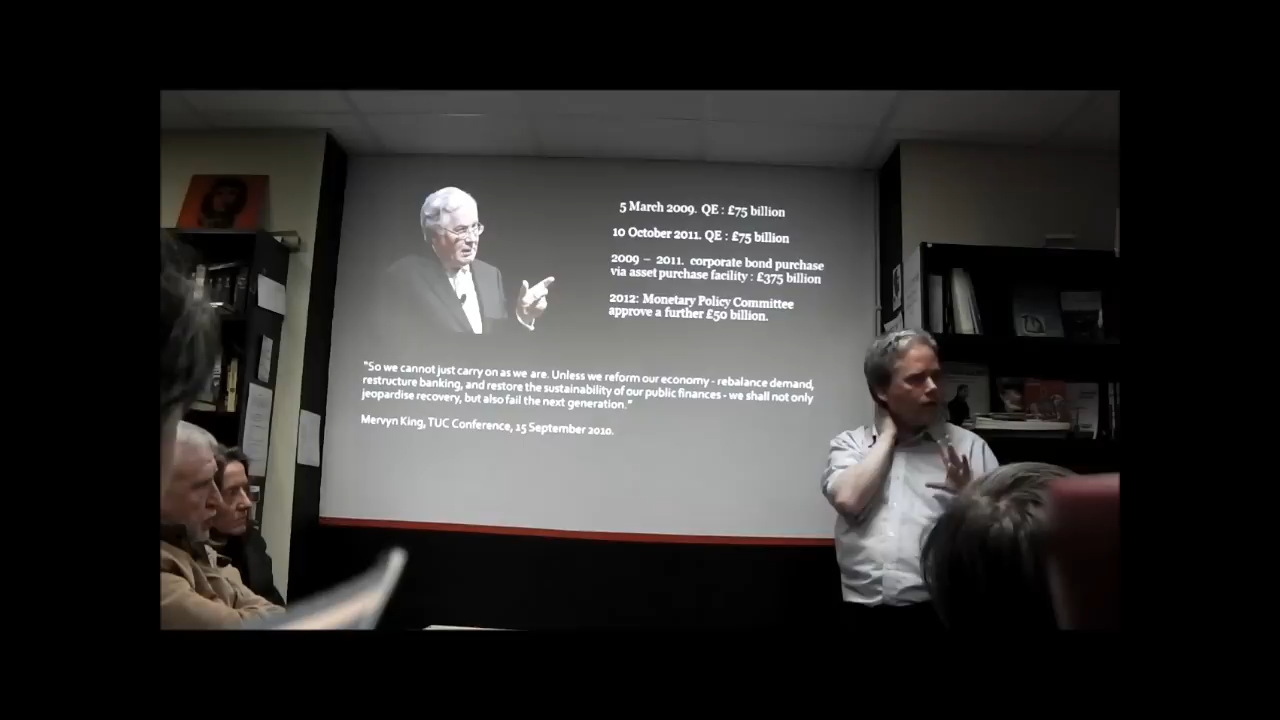 5 March 2009. QE : £75 billion
10 October 2011. QE : £75 billion
2009 – 2011. corporate bond purchase
via asset purchase facility : £375 billion
2012: Monetary Policy Committee
approve a further £50 billion.
"So we cannot just carry on as we are. Unless we reform our economy - rebalance demand,
restructure banking, and restore the sustainability of our public finances - we shall not only
jeopardise recovery, but also fail the next generation."
Mervyn King, TUC Conference, 15 September 2010.